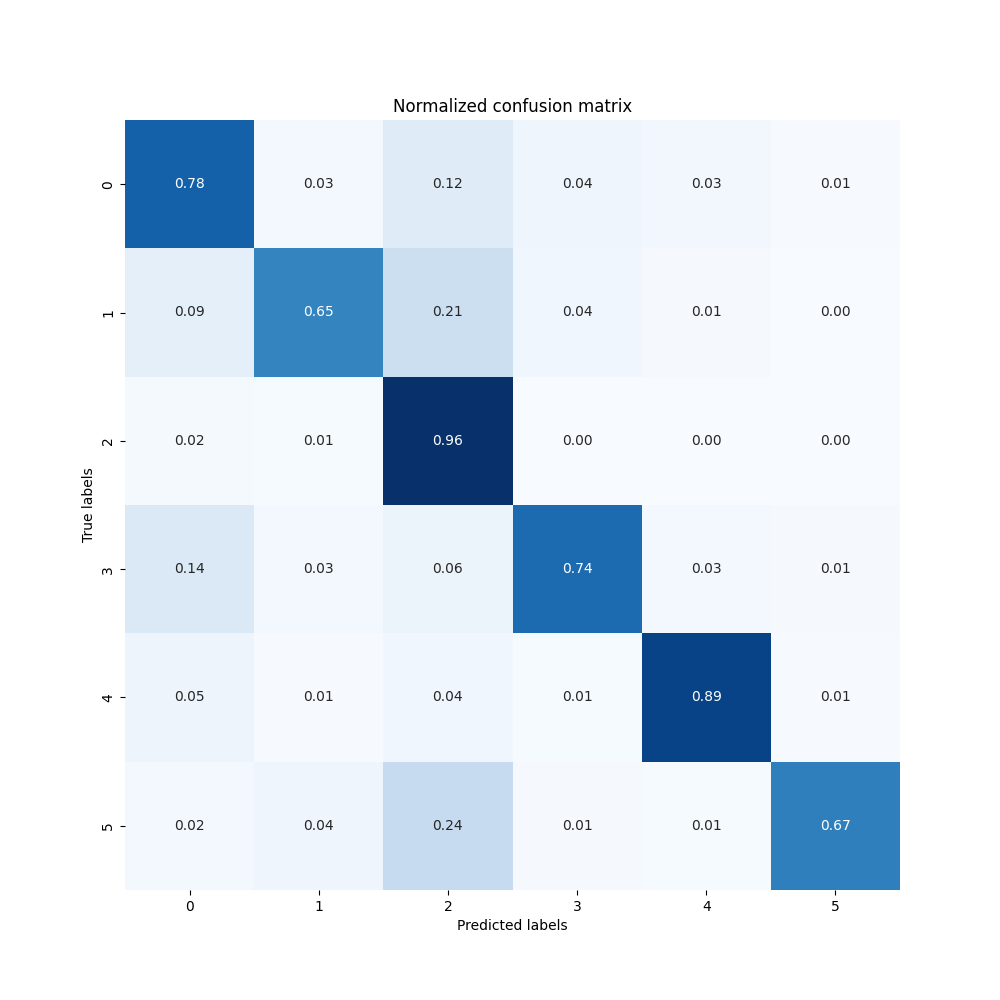 Normalized confusion matrix
0 0.78 0.03 0.12 0.04 0.03 0.01
1 0.09 0.65 0.21 0.04 0.01 0.00
2 0.02 0.01 0.96 0.00 0.00 0.00
True labels
3 0.14 0.03 0.06 0.74 0.03 0.01
4 0.05 0.01 0.04 0.01 0.89 0.01
5 0.02 0.04 0.24 0.01 0.01 0.67
0 1 2 3 4 5
Predicted labels